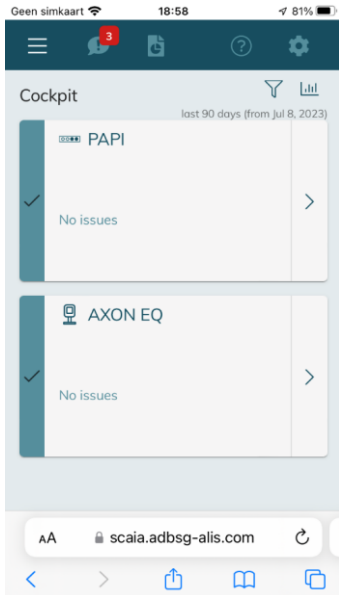 Geen simkaart 18:58 81%
3
Cockpit
last 90 days (from Jul 8, 2023)
PAPI
No issues
AXON EQ
No issues
AA scaia.adbsg-alis.com